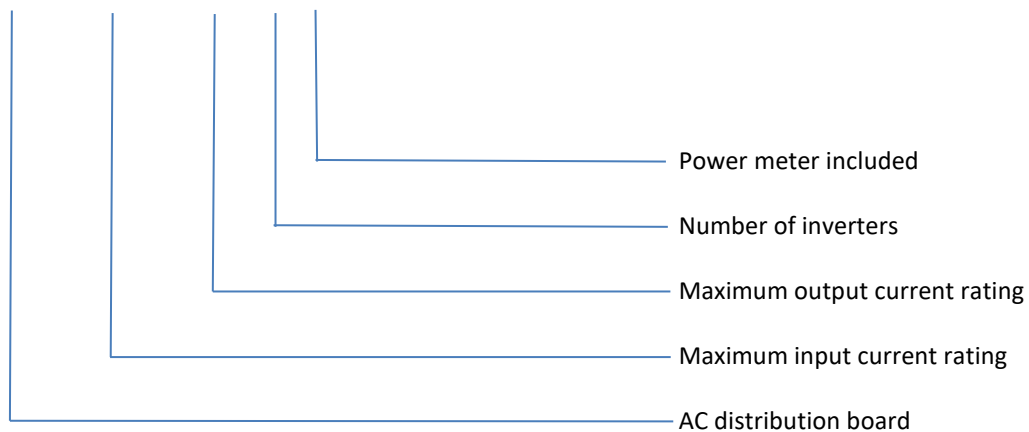 Power meter included
Number of inverters
Maximum output current rating
Maximum input current rating
AC distribution board